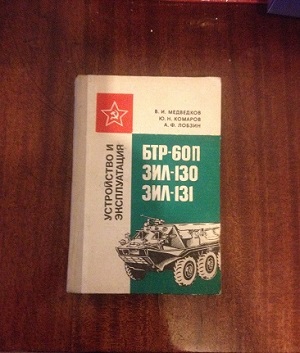 В. И. МЕДВЕДКОВ
Ю. Н. КОМАРОВ
А. Ф. ЛОБЗИН
УСТРОЙСТВО И
ЭКСПЛУАТАЦИЯ
БТР-60П
ЗИЛ-130
ЗИЛ-131